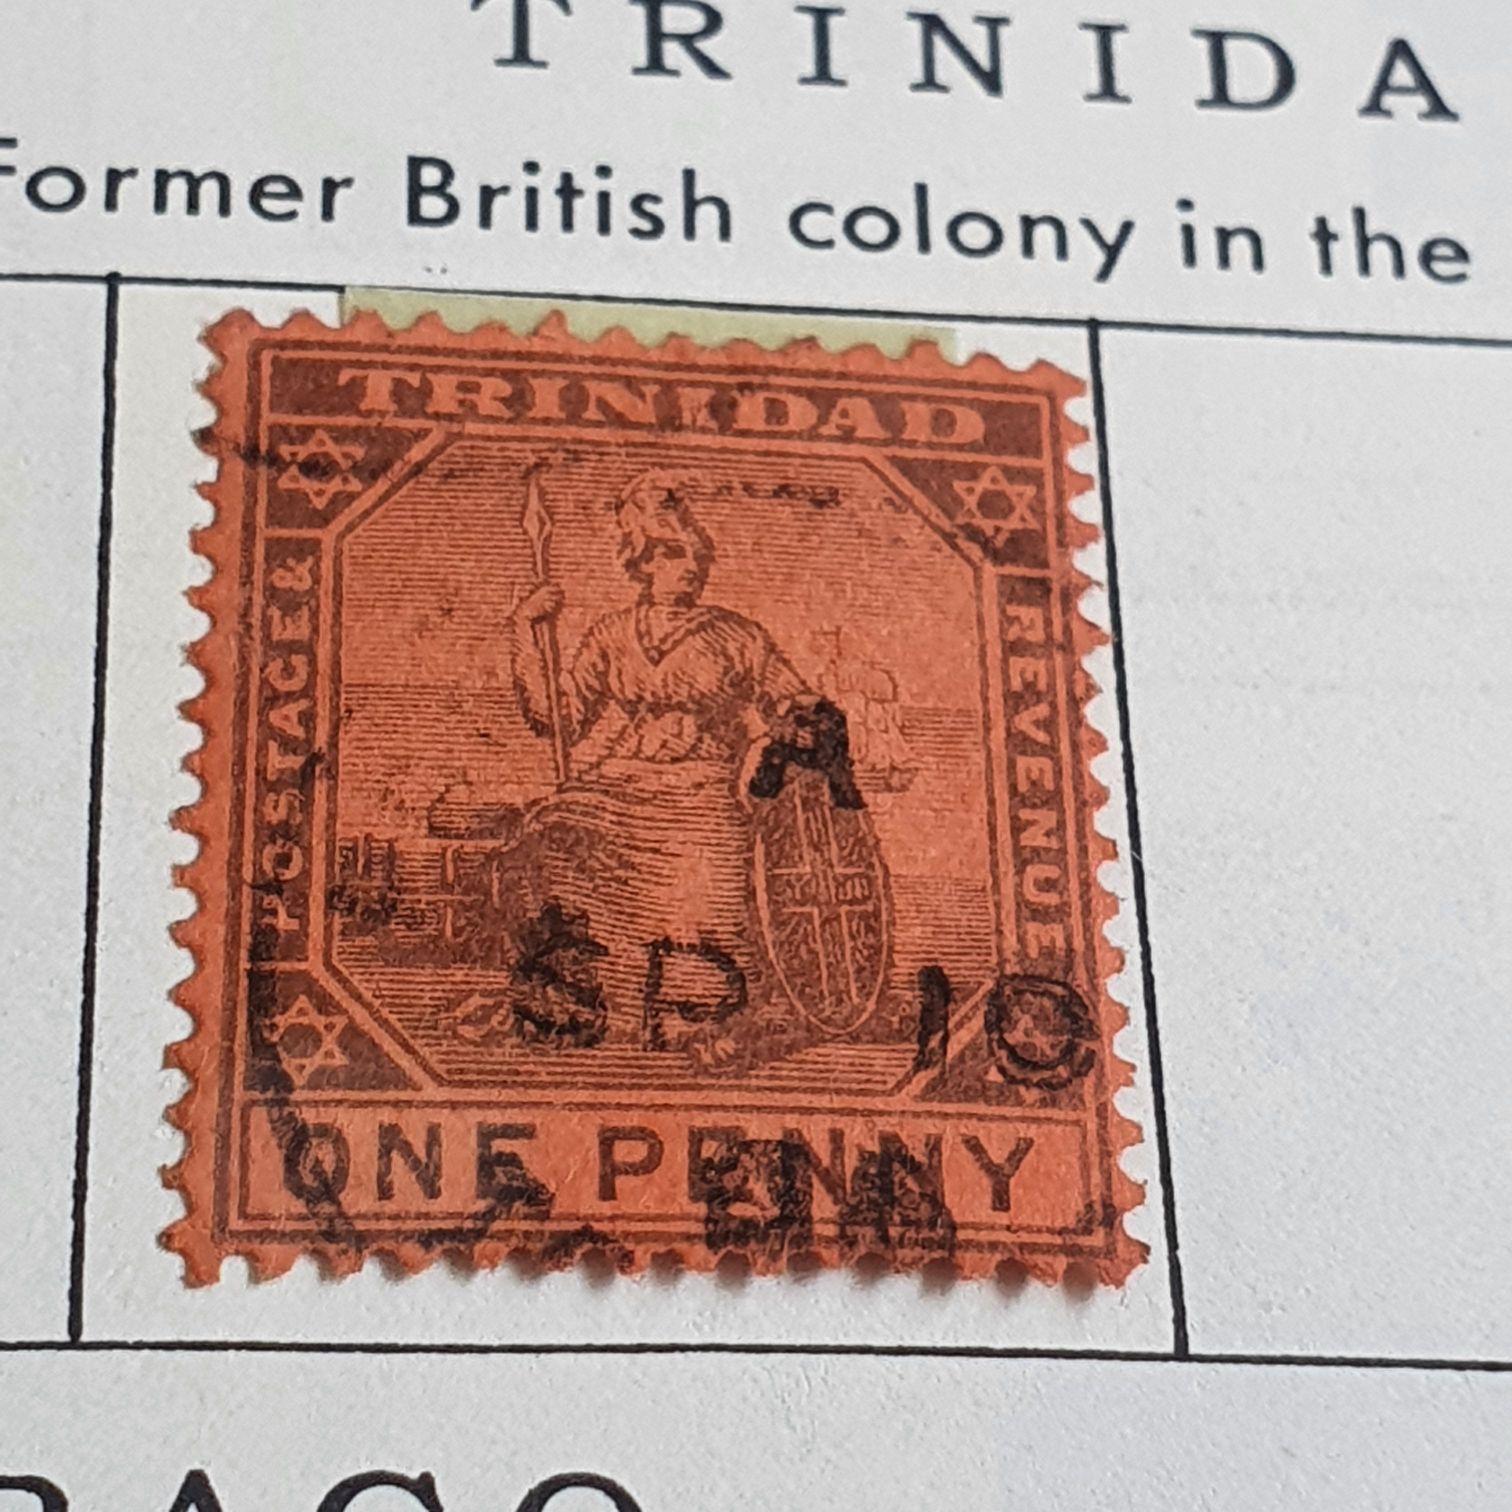 TRINIDA
Former British colony in the
TRINIDAD
POSTAGE &
REVENUE
A
SP 10
ONE PENNY